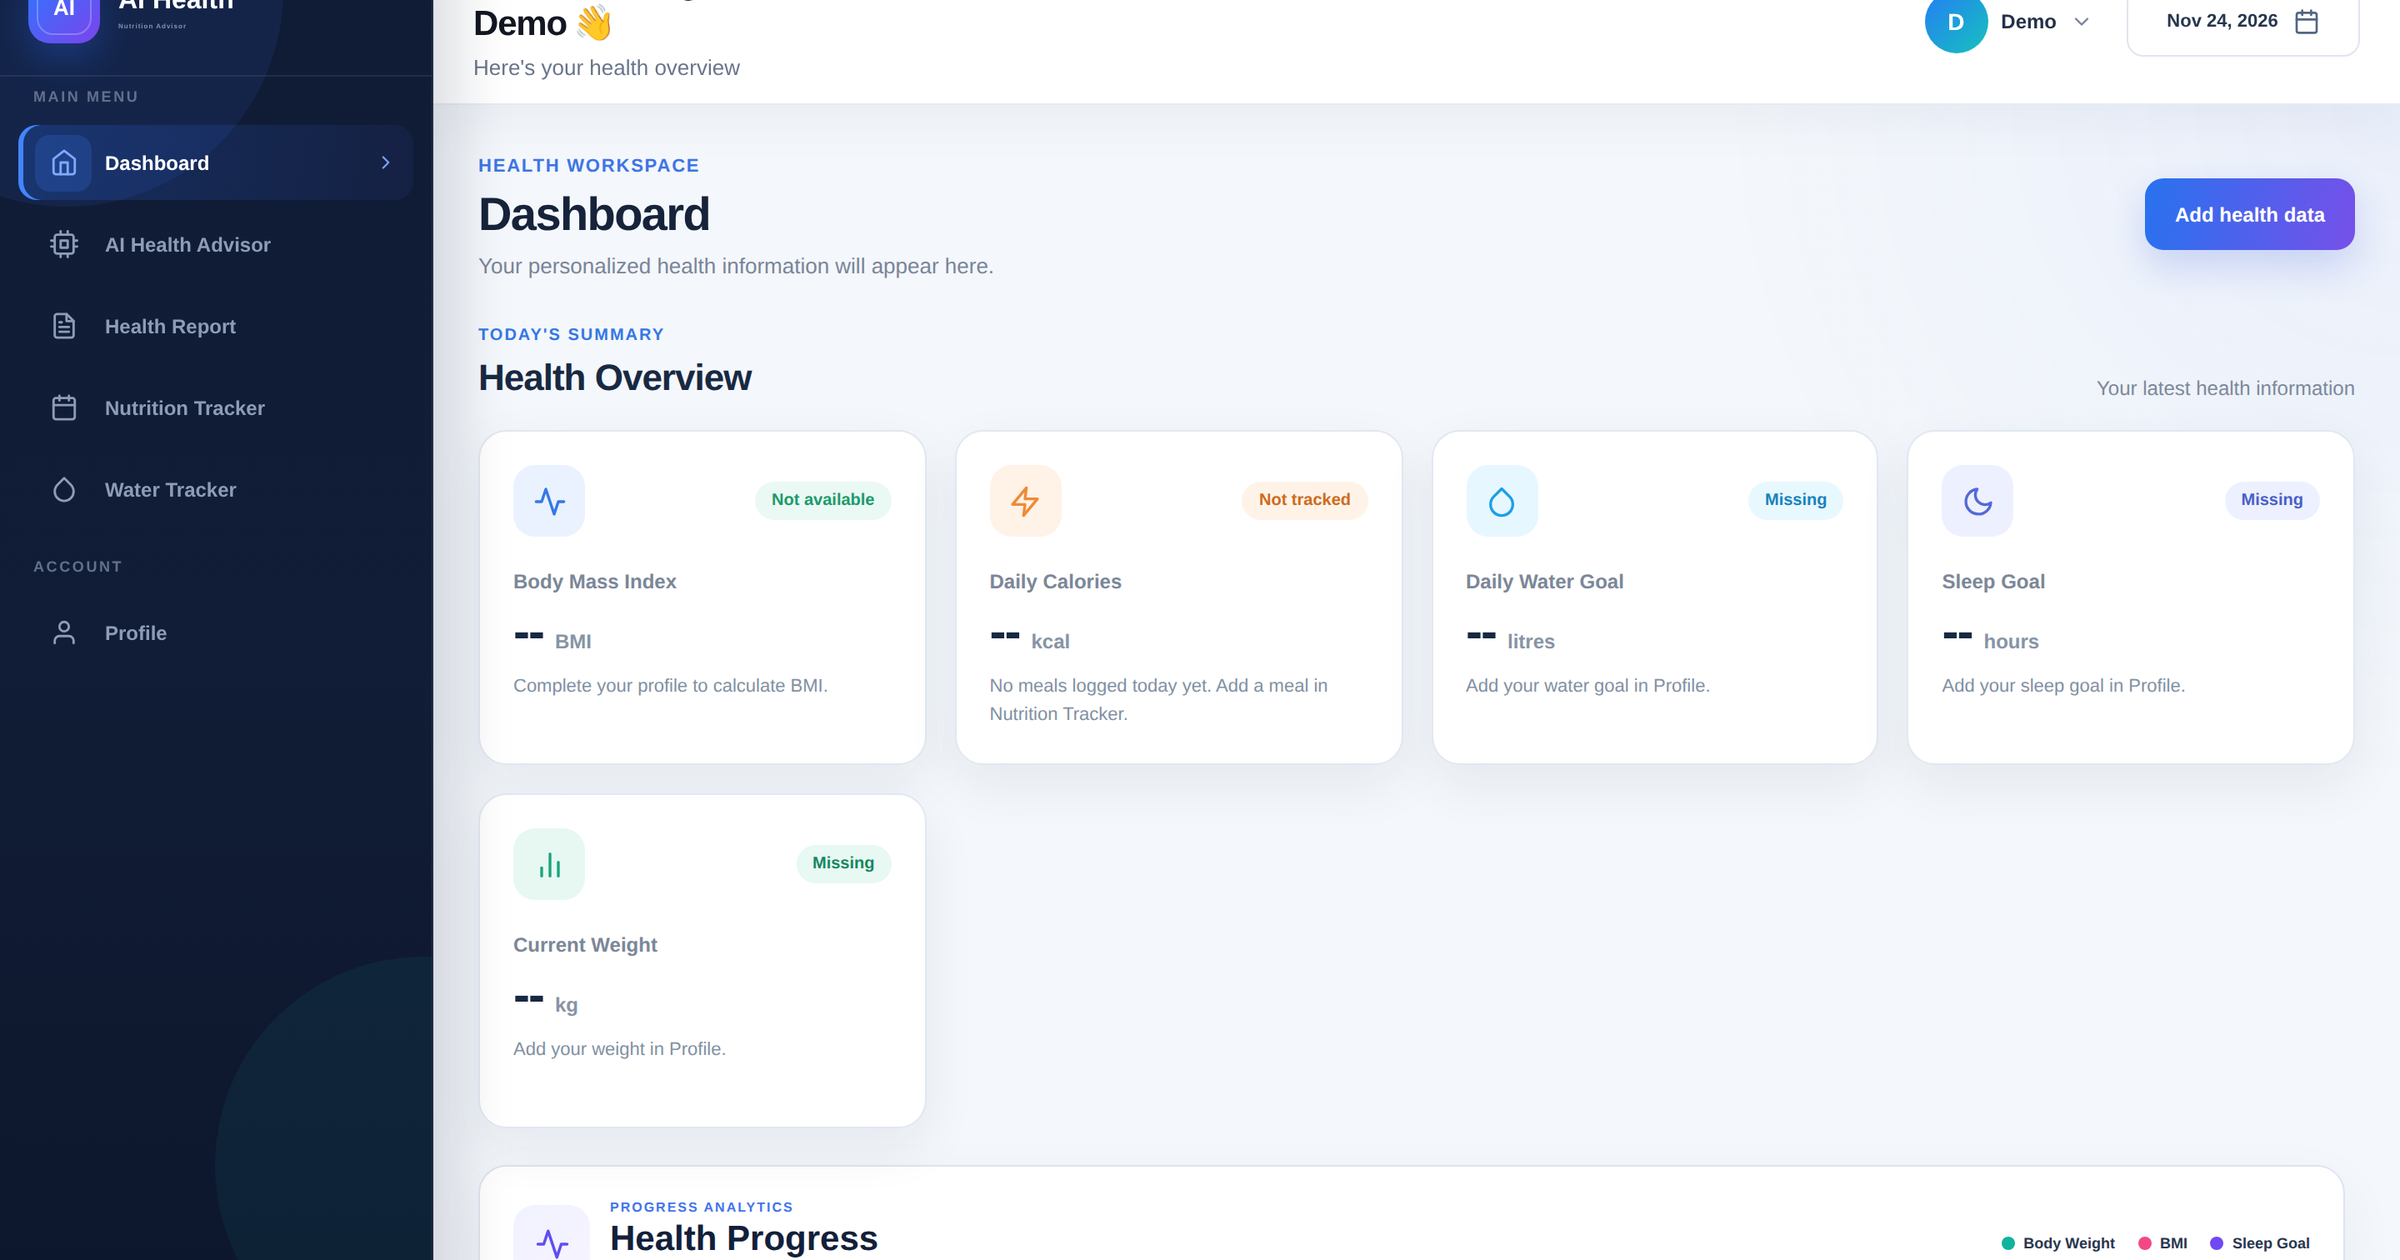 AI
AI Health
Nutrition Advisor
MAIN MENU
Dashboard
AI Health Advisor
Health Report
Nutrition Tracker
Water Tracker
ACCOUNT
Profile
Demo 👋
Here's your health overview
D
Demo
Nov 24, 2026
HEALTH WORKSPACE
Dashboard
Your personalized health information will appear here.
Add health data
TODAY'S SUMMARY
Health Overview
Your latest health information
Not available
Body Mass Index
-- BMI
Complete your profile to calculate BMI.
Not tracked
Daily Calories
-- kcal
No meals logged today yet. Add a meal in
Nutrition Tracker.
Missing
Daily Water Goal
-- litres
Add your water goal in Profile.
Missing
Sleep Goal
-- hours
Add your sleep goal in Profile.
Missing
Current Weight
-- kg
Add your weight in Profile.
PROGRESS ANALYTICS
Health Progress
Body Weight
BMI
Sleep Goal